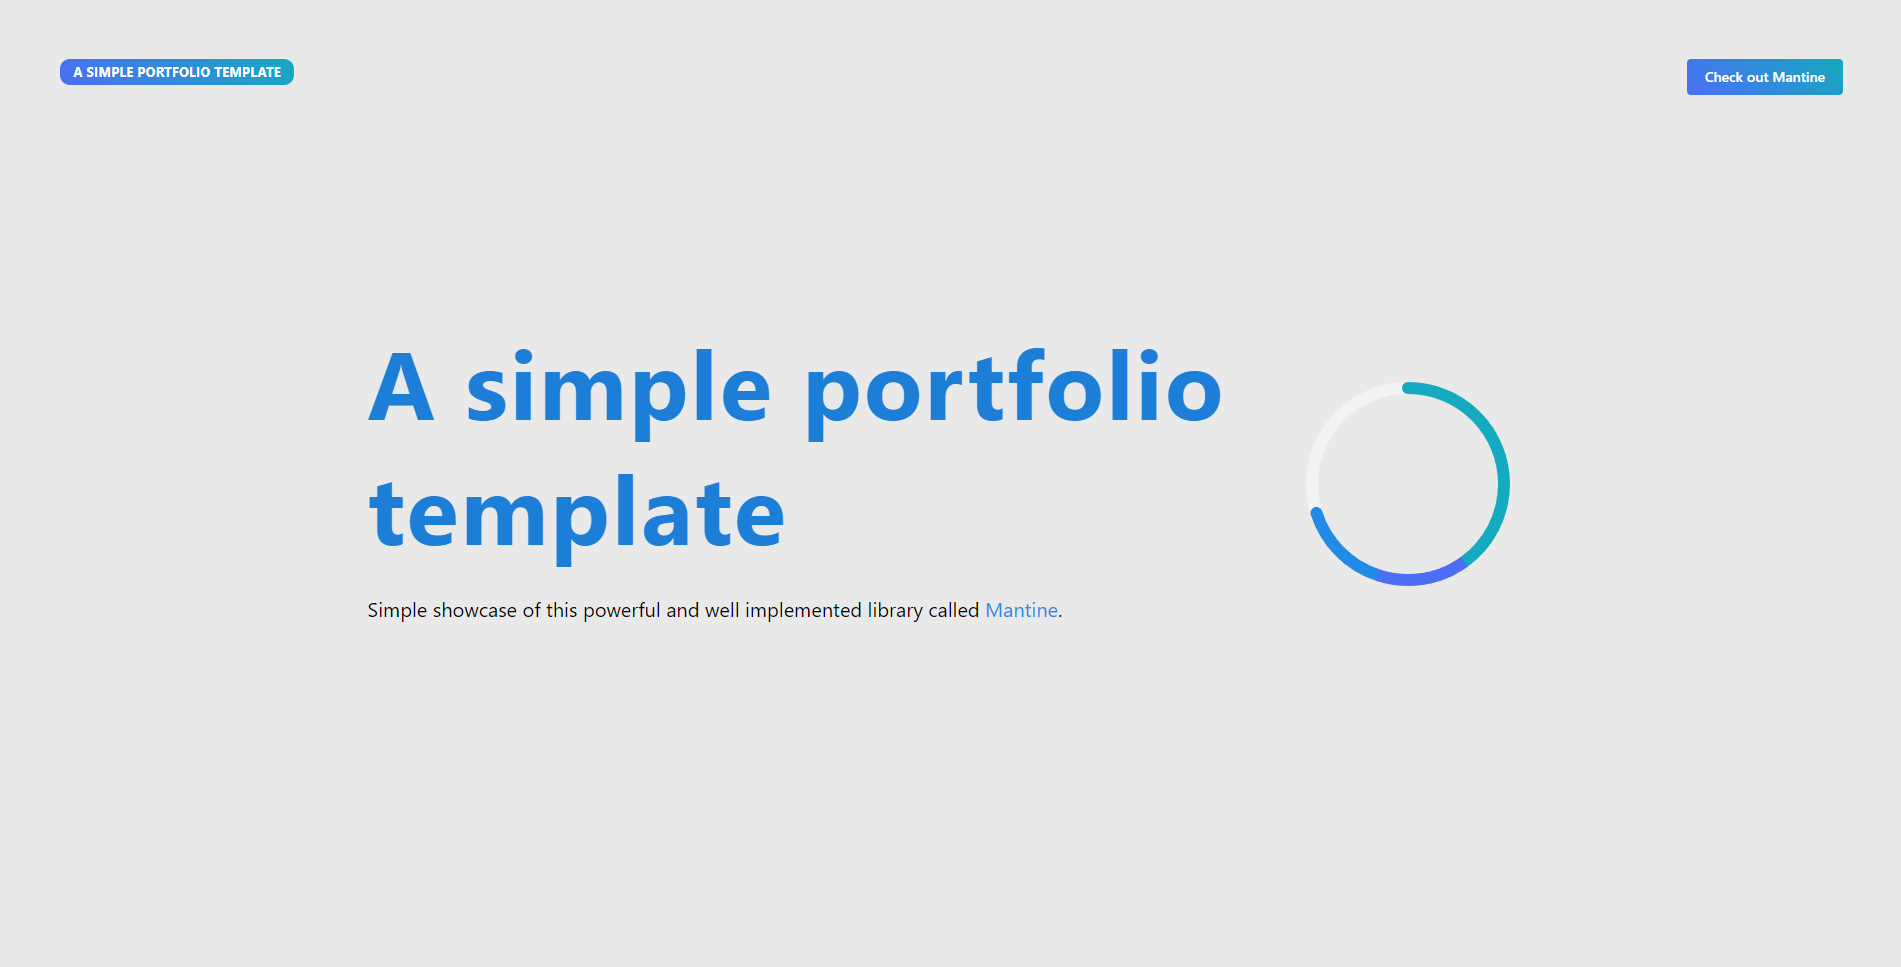 A SIMPLE PORTFOLIO TEMPLATE
Check out Mantine
A simple portfolio
template
Simple showcase of this powerful and well implemented library called Mantine.